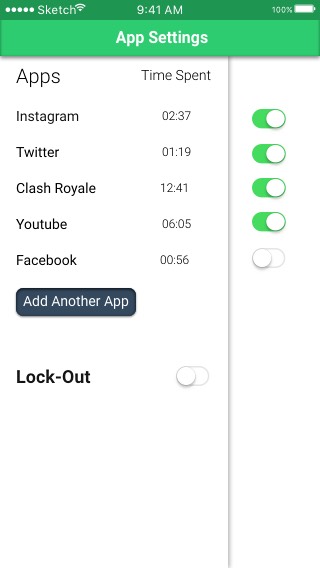 Sketch 9:41 AM 100%
App Settings
Apps Time Spent
Instagram 02:37
Twitter 01:19
Clash Royale 12:41
Youtube 06:05
Facebook 00:56
Add Another App
Lock-Out